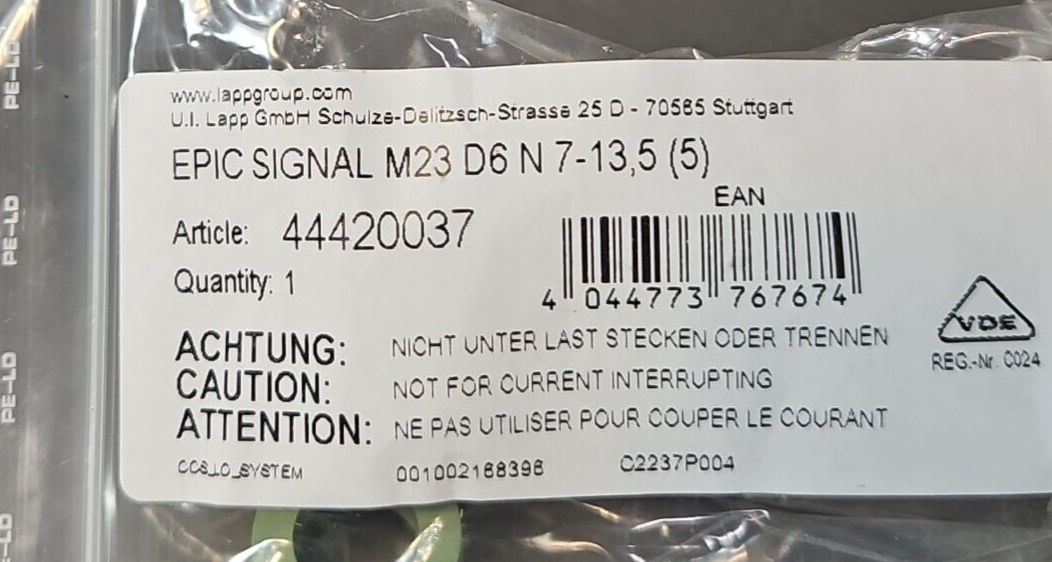 www.lappgroup.com
U.I. Lapp GmbH Schulze-Delitzsch-Strasse 25 D - 70565 Stuttgart
EPIC SIGNAL M23 D6 N 7-13,5 (5)
EAN
Article: 44420037
4 044773 767674
Quantity: 1
VDE
REG.-Nr. C024
ACHTUNG: NICHT UNTER LAST STECKEN ODER TRENNEN
CAUTION: NOT FOR CURRENT INTERRUPTING
ATTENTION: NE PAS UTILISER POUR COUPER LE COURANT
CCS_LO_SYSTEM 001002168396 C2237P004
PE-LD
PE-LD
PE-LD
PE-LD